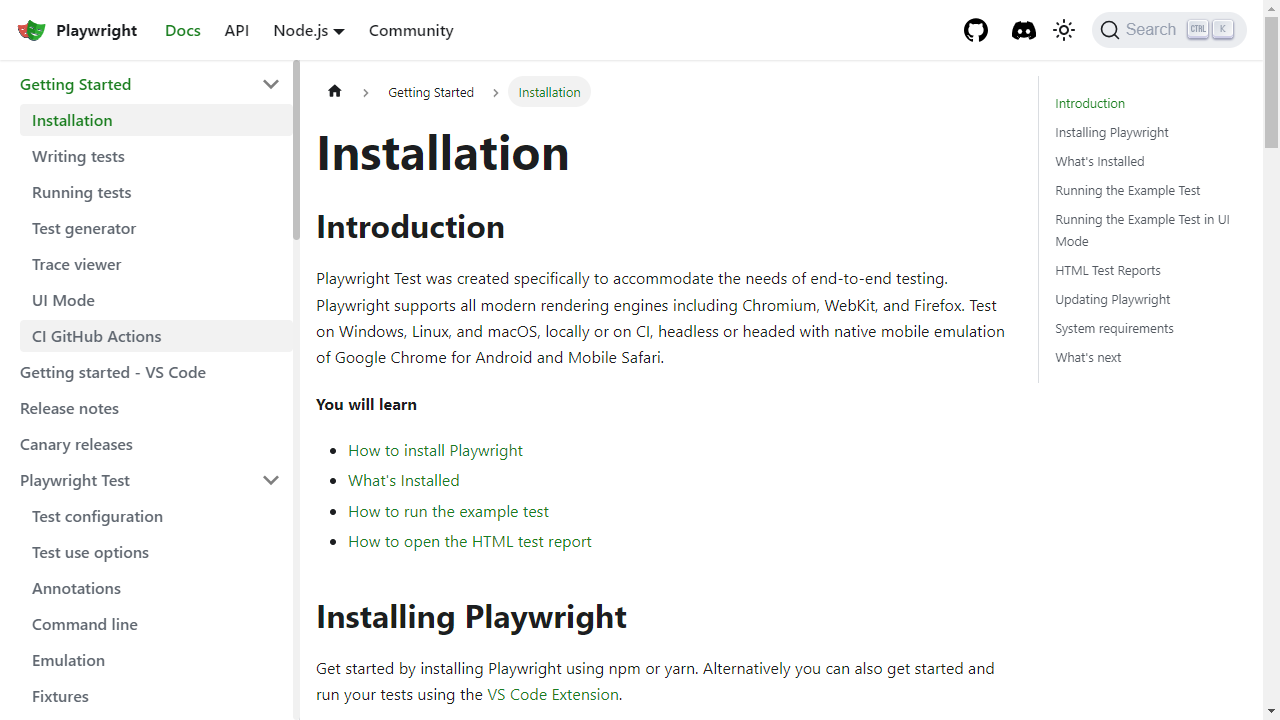 Playwright
Docs
API
Node.js
Community
Search
CTRL
K
Getting Started
Installation
Writing tests
Running tests
Test generator
Trace viewer
UI Mode
CI GitHub Actions
Getting started - VS Code
Release notes
Canary releases
Playwright Test
Test configuration
Test use options
Annotations
Command line
Emulation
Fixtures
Getting Started
Installation
Installation
Introduction
Playwright Test was created specifically to accommodate the needs of end-to-end testing.
Playwright supports all modern rendering engines including Chromium, WebKit, and Firefox. Test
on Windows, Linux, and macOS, locally or on CI, headless or headed with native mobile emulation
of Google Chrome for Android and Mobile Safari.
You will learn
How to install Playwright
What's Installed
How to run the example test
How to open the HTML test report
Installing Playwright
Get started by installing Playwright using npm or yarn. Alternatively you can also get started and
run your tests using the VS Code Extension.
Introduction
Installing Playwright
What's Installed
Running the Example Test
Running the Example Test in UI
Mode
HTML Test Reports
Updating Playwright
System requirements
What's next